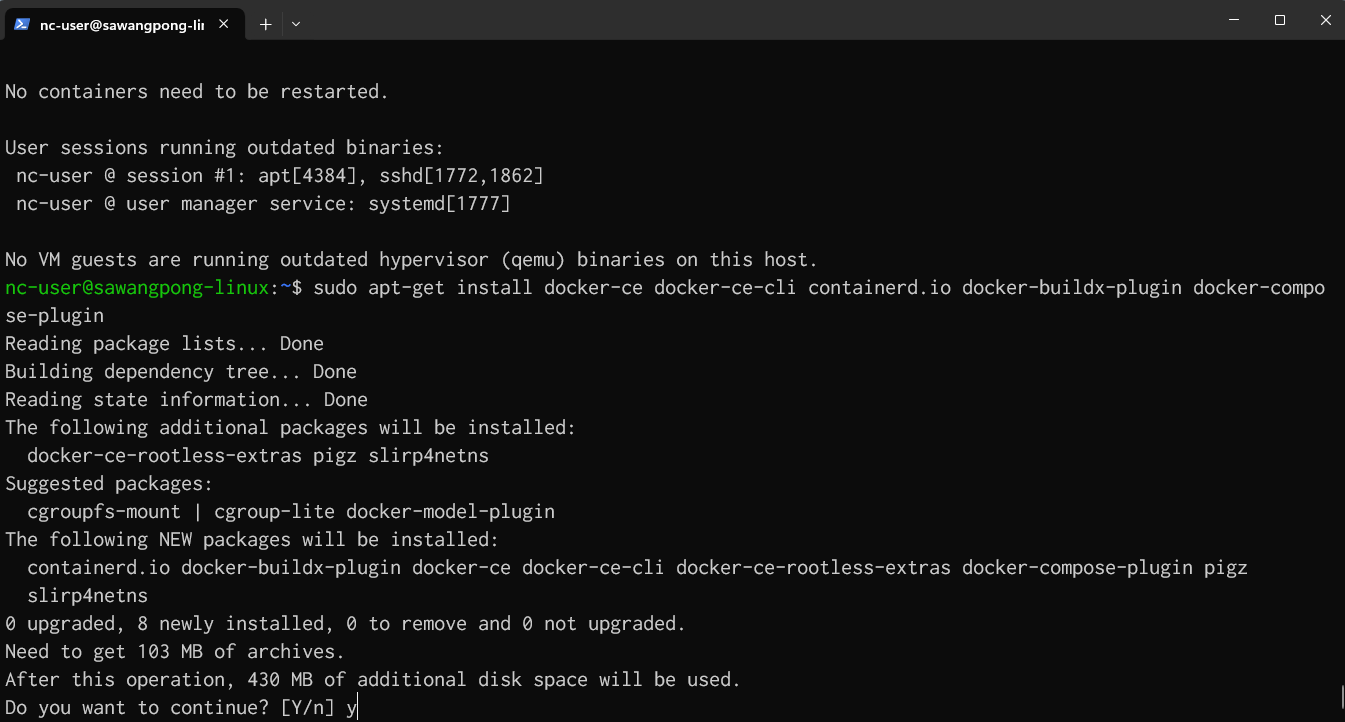 nc-user@sawangpong-li
No containers need to be restarted.
User sessions running outdated binaries:
nc-user @ session #1: apt[4384], sshd[1772,1862]
nc-user @ user manager service: systemd[1777]
No VM guests are running outdated hypervisor (qemu) binaries on this host.
nc-user@sawangpong-linux:~$ sudo apt-get install docker-ce docker-ce-cli containerd.io docker-buildx-plugin docker-compo
se-plugin
Reading package lists... Done
Building dependency tree... Done
Reading state information... Done
The following additional packages will be installed:
docker-ce-rootless-extras pigz slirp4netns
Suggested packages:
cgroupfs-mount | cgroup-lite docker-model-plugin
The following NEW packages will be installed:
containerd.io docker-buildx-plugin docker-ce docker-ce-cli docker-ce-rootless-extras docker-compose-plugin pigz
slirp4netns
0 upgraded, 8 newly installed, 0 to remove and 0 not upgraded.
Need to get 103 MB of archives.
After this operation, 430 MB of additional disk space will be used.
Do you want to continue? [Y/n] y